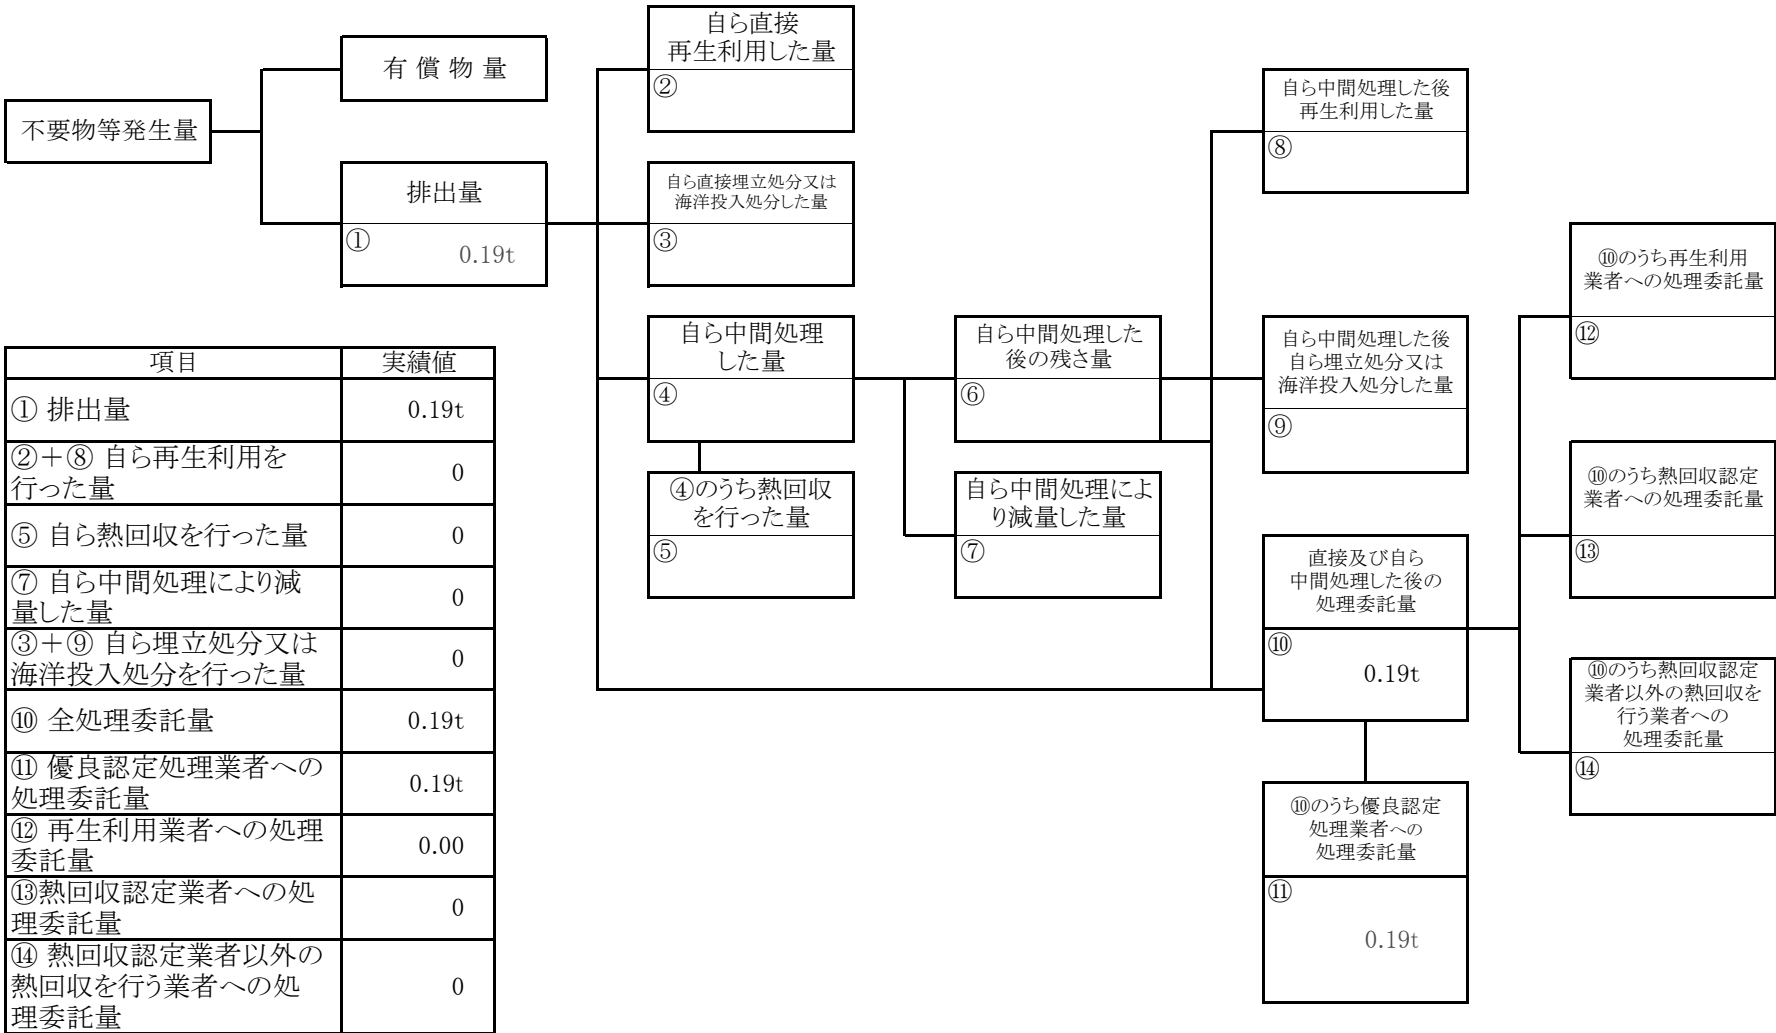 不要物等発生量
有 償 物 量
排出量
①
0.19t
自ら直接
再生利用した量
②
自ら直接埋立処分又は
海洋投入処分した量
③
自ら中間処理
した量
④
④のうち熱回収
を行った量
⑤
自ら中間処理した
後の残さ量
⑥
自ら中間処理によ
り減量した量
⑦
自ら中間処理した後
再生利用した量
⑧
自ら中間処理した後
自ら埋立処分又は
海洋投入処分した量
⑨
直接及び自ら
中間処理した後の
処理委託量
⑩
0.19t
⑩のうち優良認定
処理業者への
処理委託量
⑪
0.19t
⑩のうち再生利用
業者への処理委託量
⑫
⑩のうち熱回収認定
業者への処理委託量
⑬
⑩のうち熱回収認定
業者以外の熱回収を
行う業者への
処理委託量
⑭
項目 実績値
① 排出量 0.19t
②＋⑧ 自ら再生利用を
行った量 0
⑤ 自ら熱回収を行った量 0
⑦ 自ら中間処理により減
量した量 0
③＋⑨ 自ら埋立処分又は
海洋投入処分を行った量 0
⑩ 全処理委託量 0.19t
⑪ 優良認定処理業者への
処理委託量 0.19t
⑫ 再生利用業者への処理
委託量 0.00
⑬熱回収認定業者への処
理委託量 0
⑭ 熱回収認定業者以外の
熱回収を行う業者への処
理委託量 0